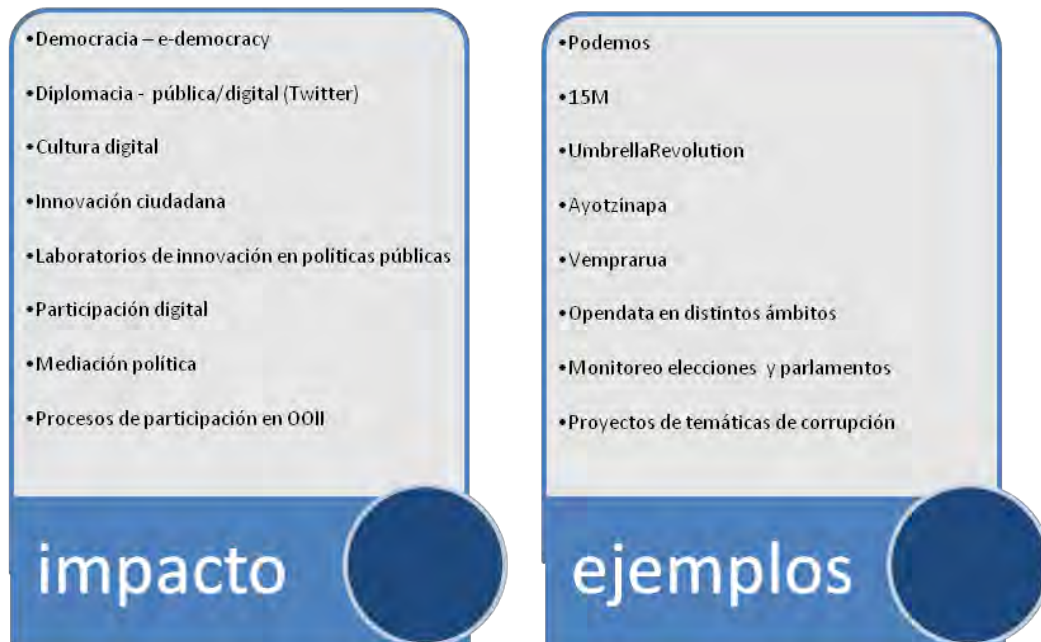 •Democracia – e-democracy
•Diplomacia - pública/digital (Twitter)
•Cultura digital
•Innovación ciudadana
•Laboratorios de innovación en políticas públicas
•Participación digital
•Mediación política
•Procesos de participación en OOII
impacto
•Podemos
•15M
•UmbrellaRevolution
•Ayotzinapa
•Vemprarua
•Opendata en distintos ámbitos
•Monitoreo elecciones y parlamentos
•Proyectos de temáticas de corrupción
ejemplos